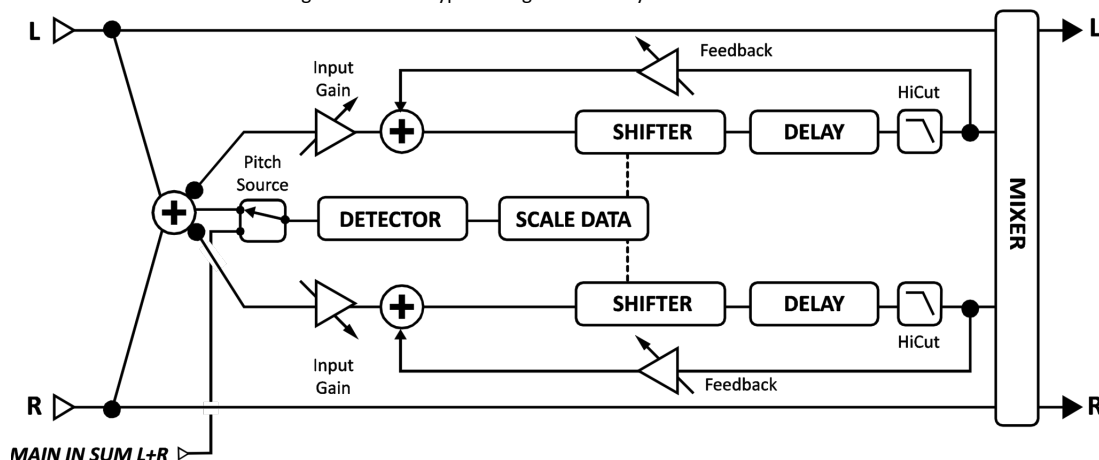 L
L
Feedback
Input
Gain
HiCut
SHIFTER
DELAY
Pitch
Source
DETECTOR
SCALE DATA
MIXER
SHIFTER
DELAY
HiCut
Input
Gain
Feedback
R
R
MAIN IN SUM L+R